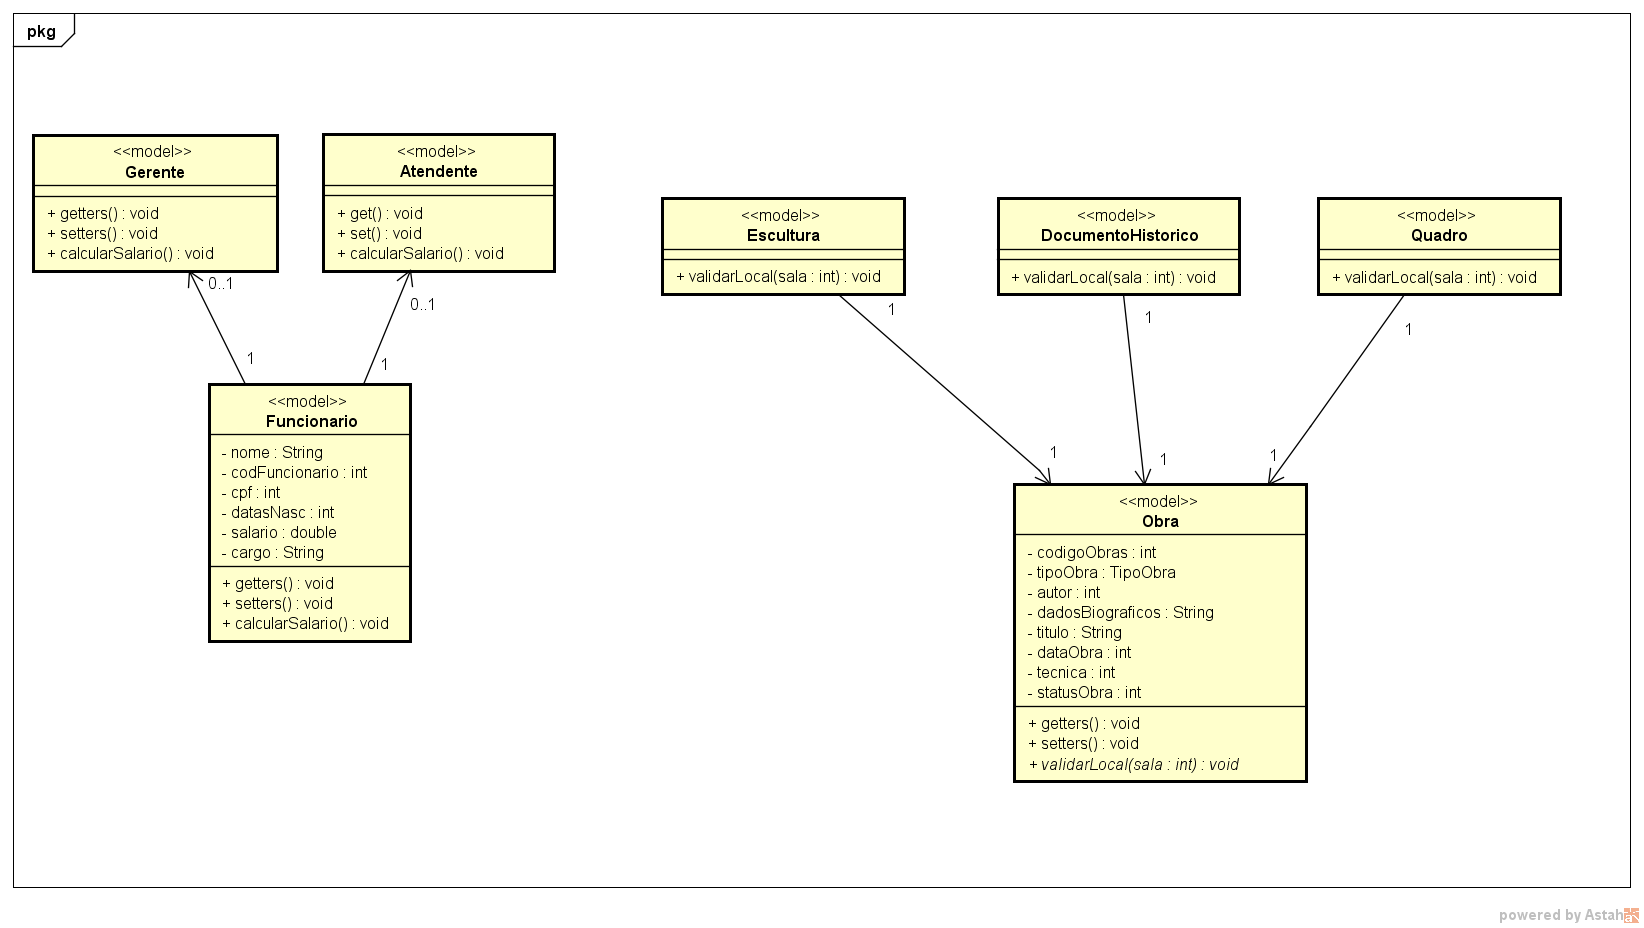 pkg
<<model>>
Gerente
+ getters() : void
+ setters() : void
+ calcularSalario() : void
<<model>>
Atendente
+ get() : void
+ set() : void
+ calcularSalario() : void
<<model>>
Escultura
+ validarLocal(sala : int) : void
<<model>>
DocumentoHistorico
+ validarLocal(sala : int) : void
<<model>>
Quadro
+ validarLocal(sala : int) : void
0..1
0..1
1
1
1
1
1
<<model>>
Funcionario
- nome : String
- codFuncionario : int
- cpf : int
- datasNasc : int
- salario : double
- cargo : String
+ getters() : void
+ setters() : void
+ calcularSalario() : void
1
1
1
<<model>>
Obra
- codigoObras : int
- tipoObra : TipoObra
- autor : int
- dadosBiograficos : String
- titulo : String
- dataObra : int
- tecnica : int
- statusObra : int
+ getters() : void
+ setters() : void
+ validarLocal(sala : int) : void
powered by Astah